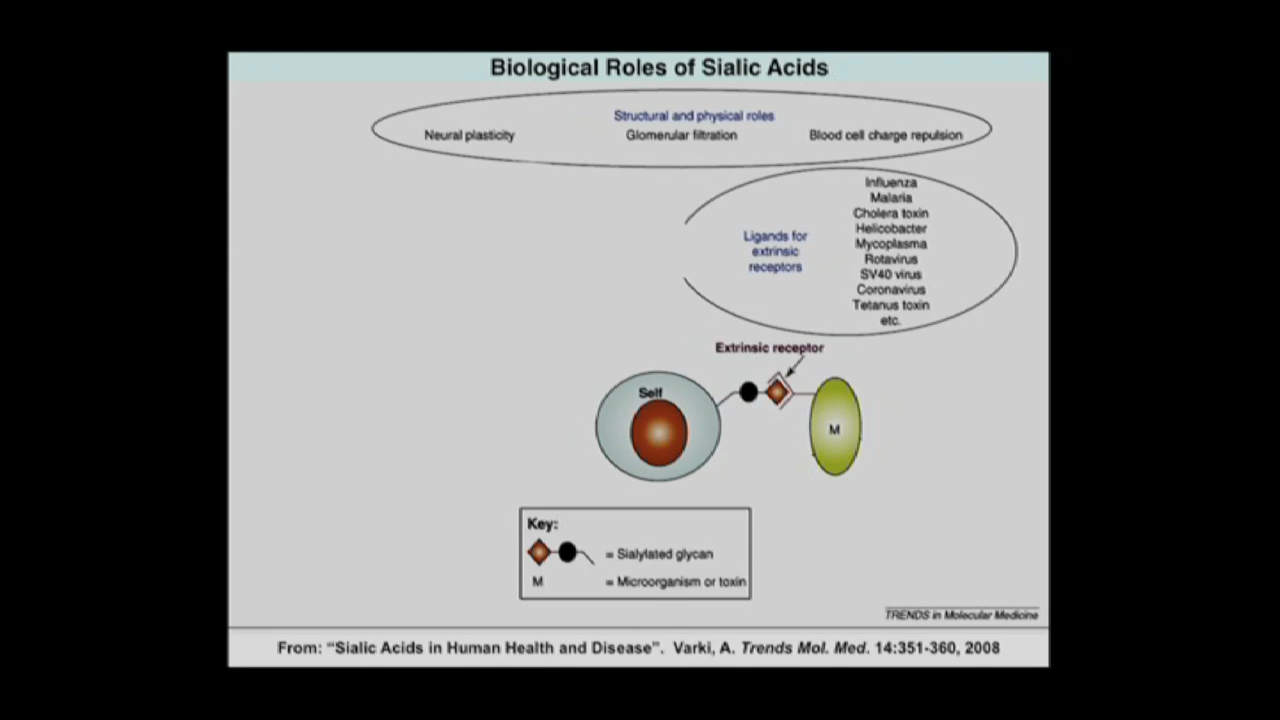 Biological Roles of Sialic Acids
Structural and physical roles
Neural plasticity Glomerular filtration Blood cell charge repulsion
Influenza
Malaria
Cholera toxin
Helicobacter
Mycoplasma
Rotavirus
SV40 virus
Coronavirus
Tetanus toxin
etc.
Ligands for
extrinsic
receptors
Extrinsic receptor
Self
M
Key:
= Sialylated glycan
M = Microorganism or toxin
TRENDS in Molecular Medicine
From: “Sialic Acids in Human Health and Disease”. Varki, A. Trends Mol. Med. 14:351-360, 2008